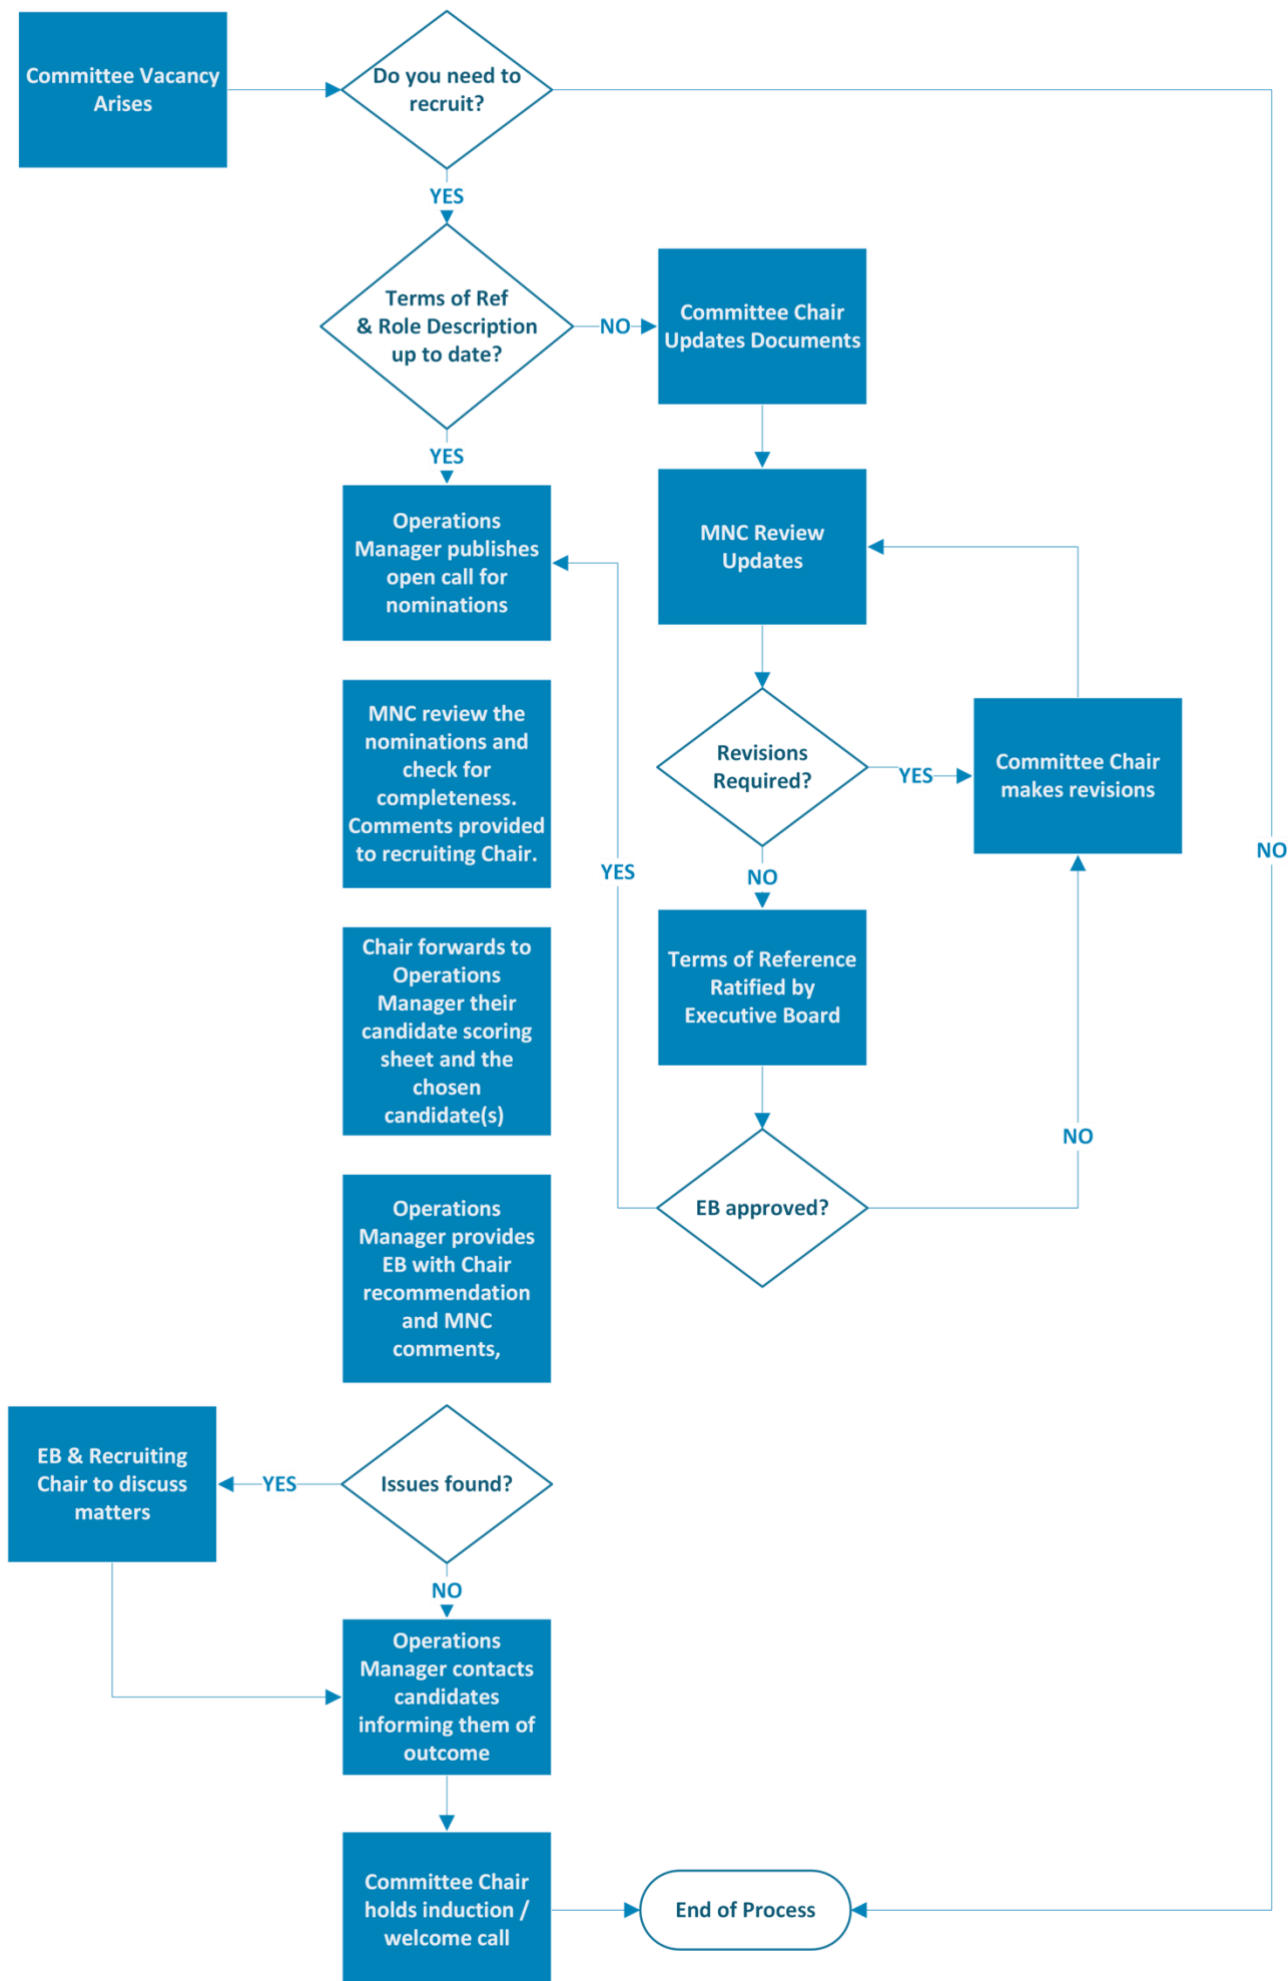 Committee Vacancy
Arises
Do you need to
recruit?
YES
Terms of Ref
& Role Description
up to date?
NO
Committee Chair
Updates Documents
YES
Operations
Manager publishes
open call for
nominations
MNC Review
Updates
MNC review the
nominations and
check for
completeness.
Comments provided
to recruiting Chair.
Revisions
Required?
YES
Committee Chair
makes revisions
NO
YES
NO
Chair forwards to
Operations
Manager their
candidate scoring
sheet and the
chosen
candidate(s)
Terms of Reference
Ratified by
Executive Board
NO
Operations
Manager provides
EB with Chair
recommendation
and MNC
comments,
EB approved?
EB & Recruiting
Chair to discuss
matters
YES
Issues found?
NO
Operations
Manager contacts
candidates
informing them of
outcome
Committee Chair
holds induction /
welcome call
End of Process